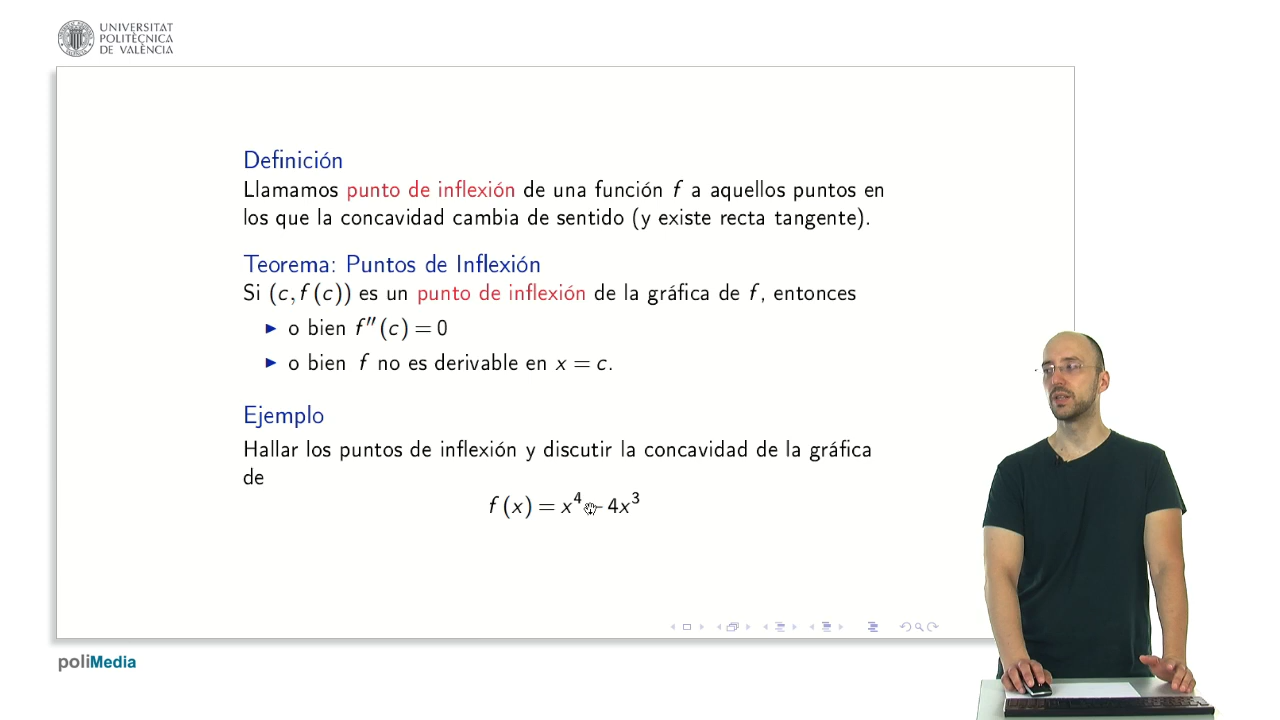 UNIVERSITAT
POLITÈCNICA
DE VALÈNCIA
Definición
Llamamos punto de inflexión de una función f a aquellos puntos en
los que la concavidad cambia de sentido (y existe recta tangente).
Teorema: Puntos de Inflexión
Si (c, f(c)) es un punto de inflexión de la gráfica de f, entonces
▶ o bien f″(c) = 0
▶ o bien f no es derivable en x = c.
Ejemplo
Hallar los puntos de inflexión y discutir la concavidad de la gráfica
de
f(x) = x⁴ − 4x³
poliMedia